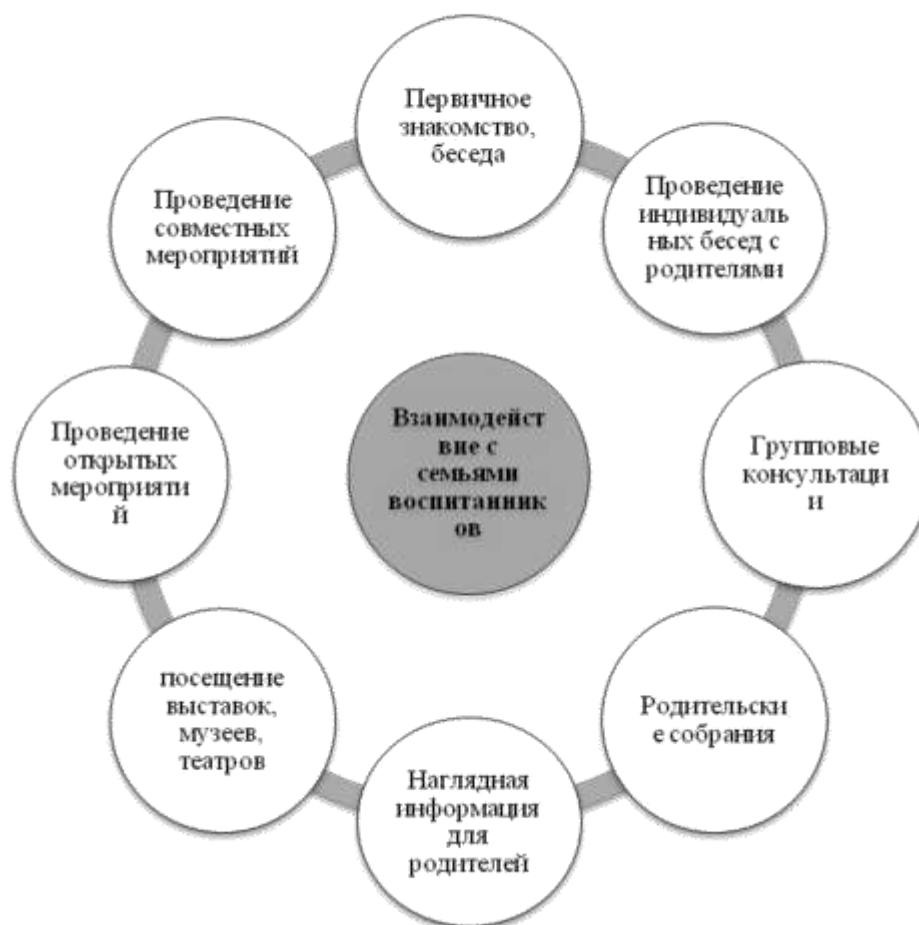 Первичное
знакомство,
беседа
Проведение
индивидуаль
ных бесед с
родителями
Групповые
консультаци
и
Родительски
е собрания
Наглядная
информация
для
родителей
посещение
выставок,
музеев,
театров
Проведение
открытых
мероприяти
й
Проведение
совместных
мероприятий
Взаимодейст
вие с
семьями
воспитанник
ов